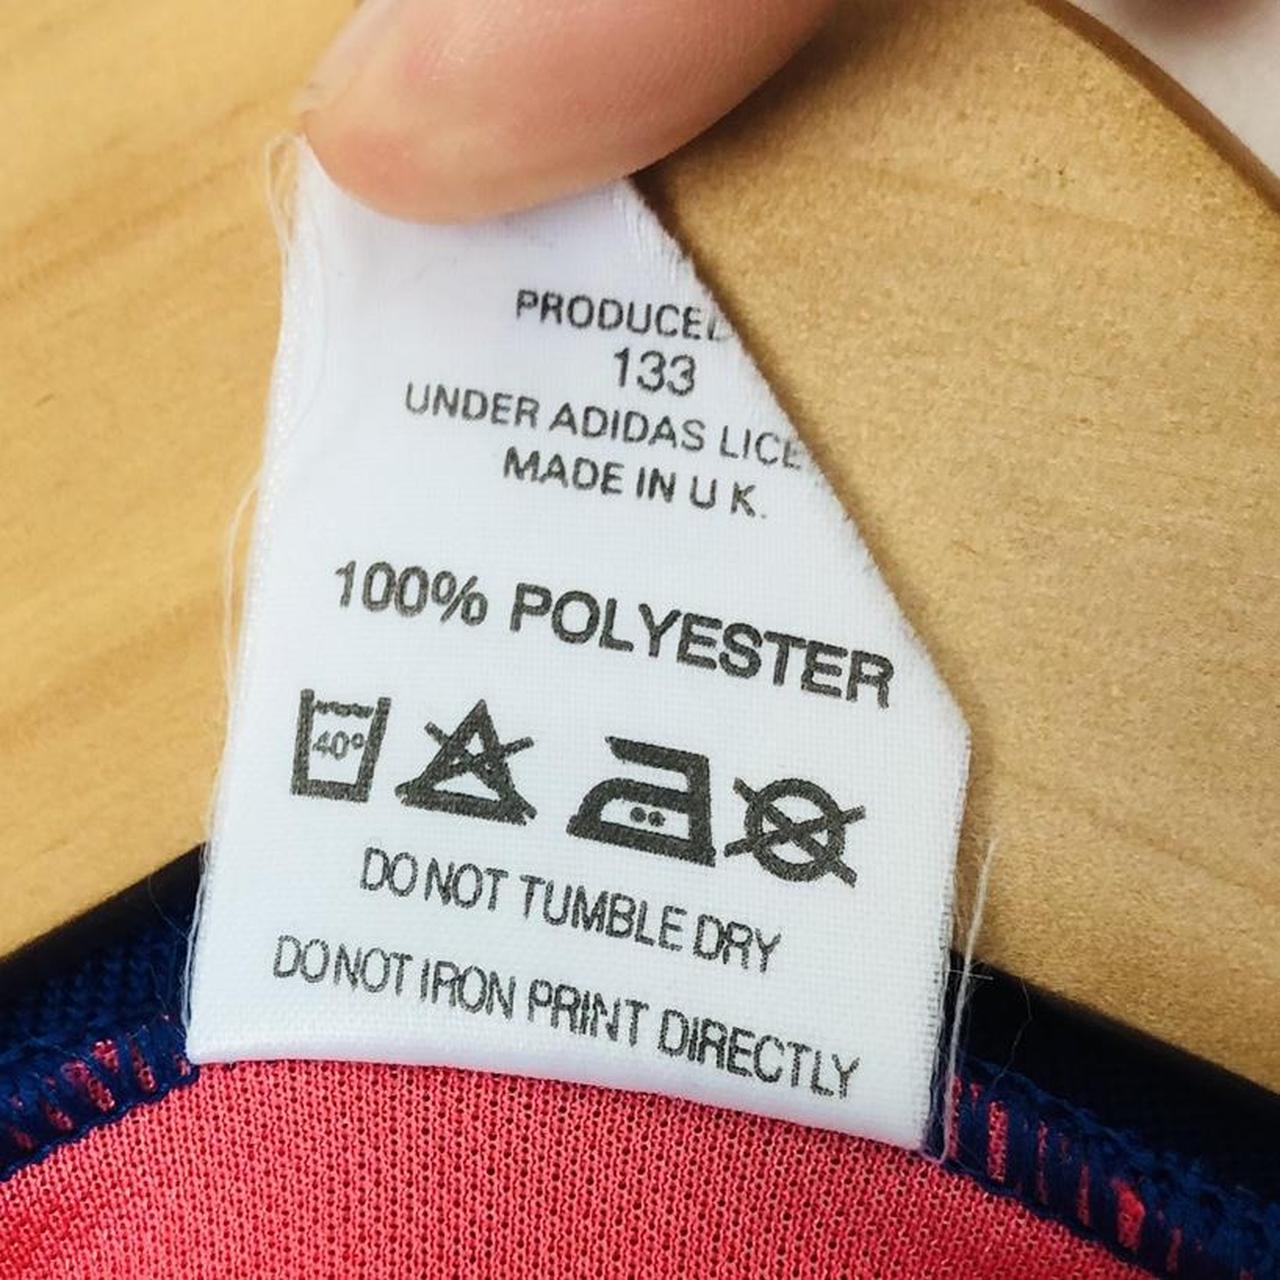 PRODUCED
133
UNDER ADIDAS LICE
MADE IN U K.
100% POLYESTER
40°
DO NOT TUMBLE DRY
DO NOT IRON PRINT DIRECTLY